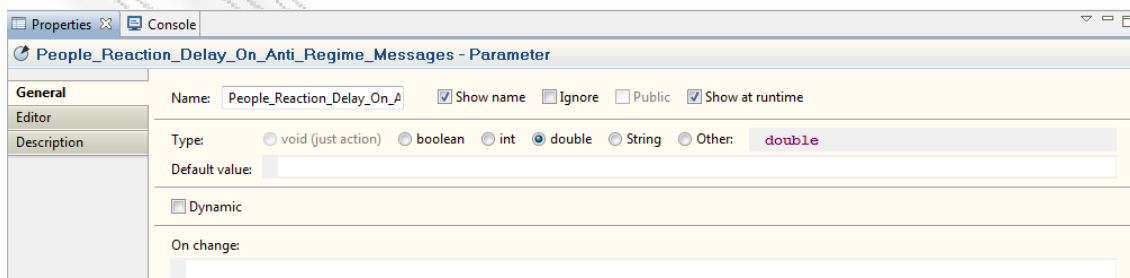 Properties Console
People_Reaction_Delay_On_Anti_Regime_Messages - Parameter
General
Editor
Description
Name: People_Reaction_Delay_On_A Show name Ignore Public Show at runtime
Type: void (just action) boolean int double String Other: double
Default value:
Dynamic
On change: